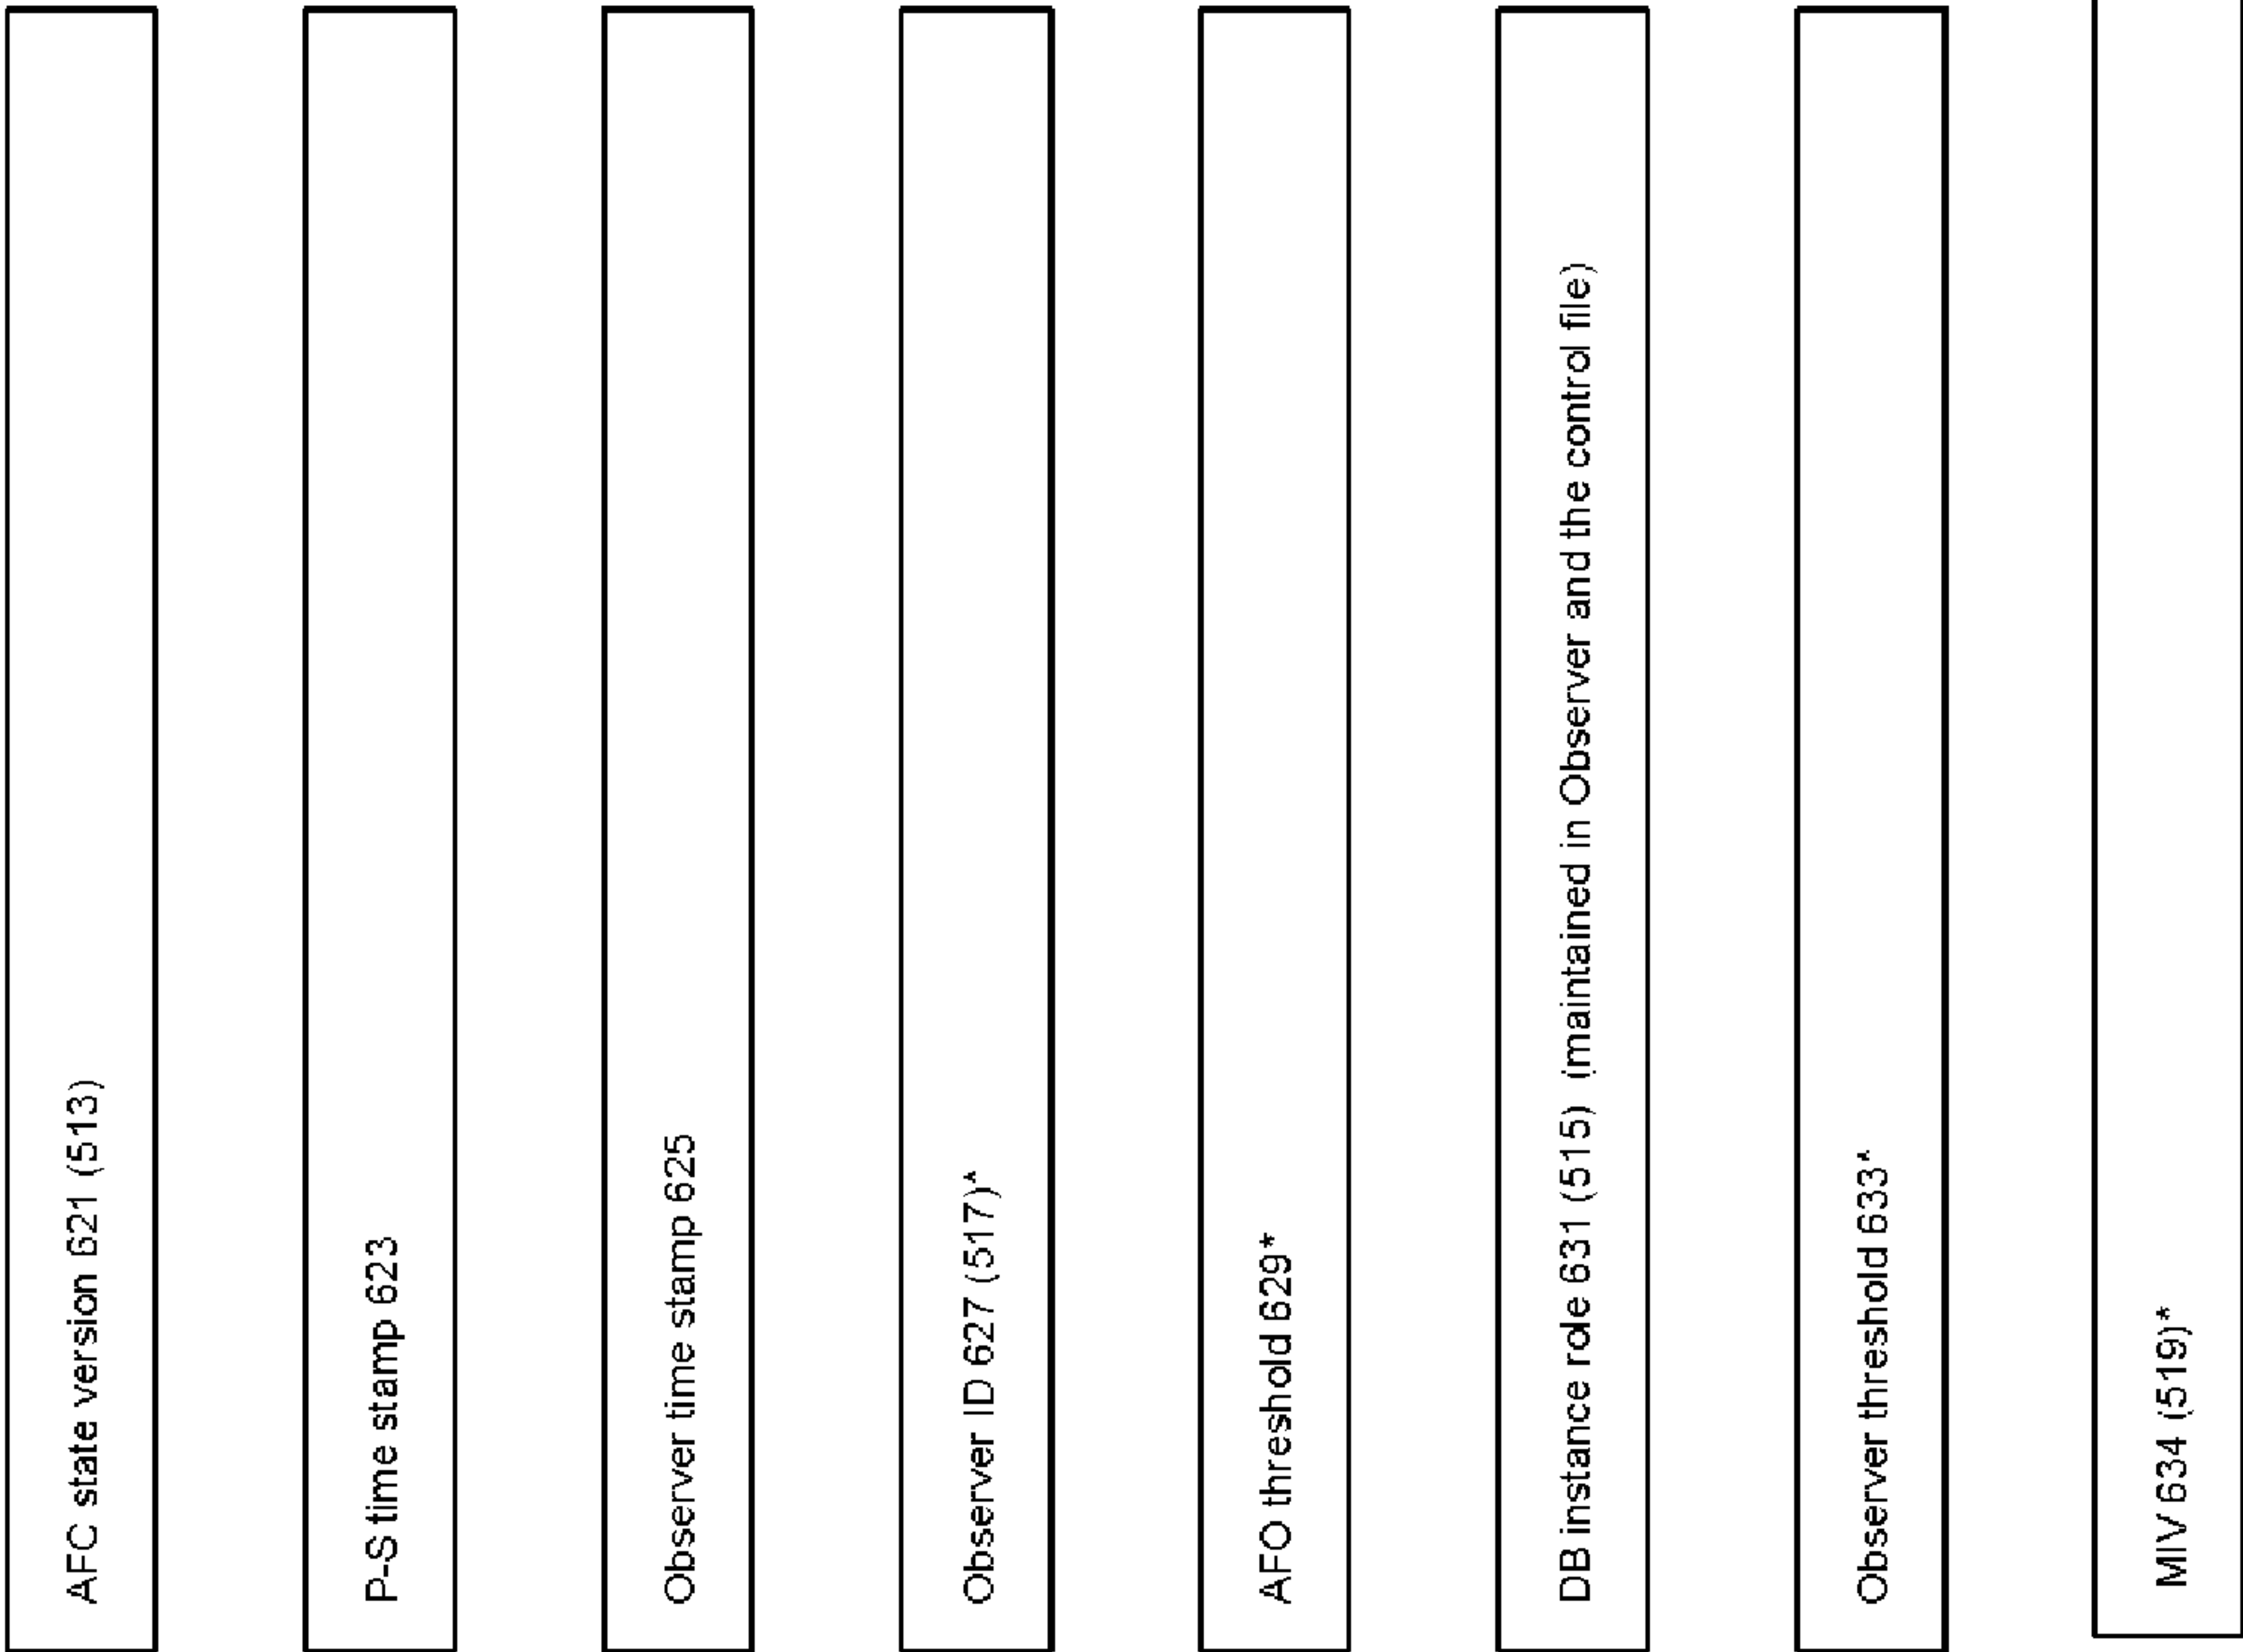 AFC state version 621 (513)
P-S time stamp 623
Observer time stamp 625
Observer ID 627 (517)*
AFO threshold 629*
DB instance role 631 (515) (maintained in Observer and the control file)
Observer threshold 633*
MIV 634 (519)*